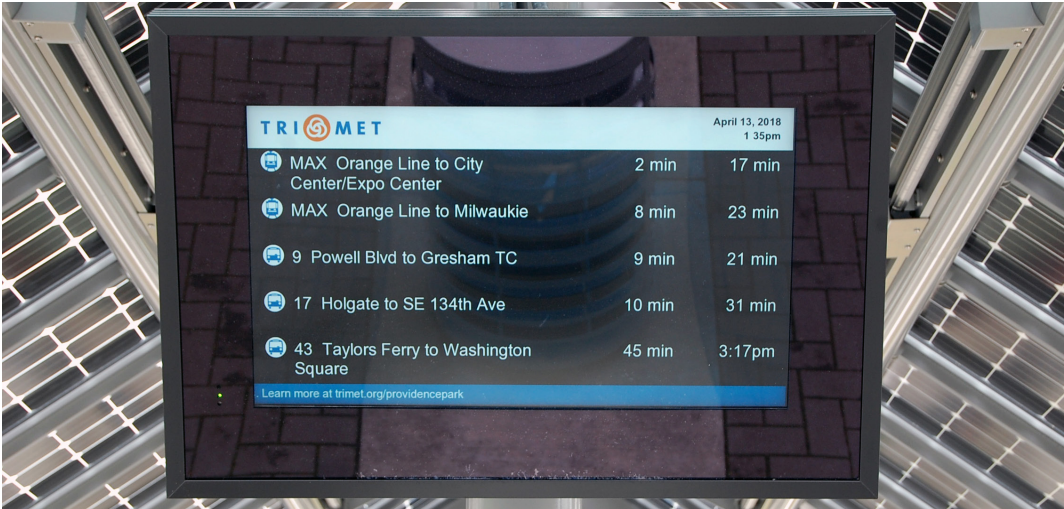 TRI MET
April 13, 2018
1 35pm
MAX Orange Line to City 2 min 17 min
Center/Expo Center
MAX Orange Line to Milwaukie 8 min 23 min
9 Powell Blvd to Gresham TC 9 min 21 min
17 Holgate to SE 134th Ave 10 min 31 min
43 Taylors Ferry to Washington 45 min 3:17pm
Square
Learn more at trimet.org/providencepark